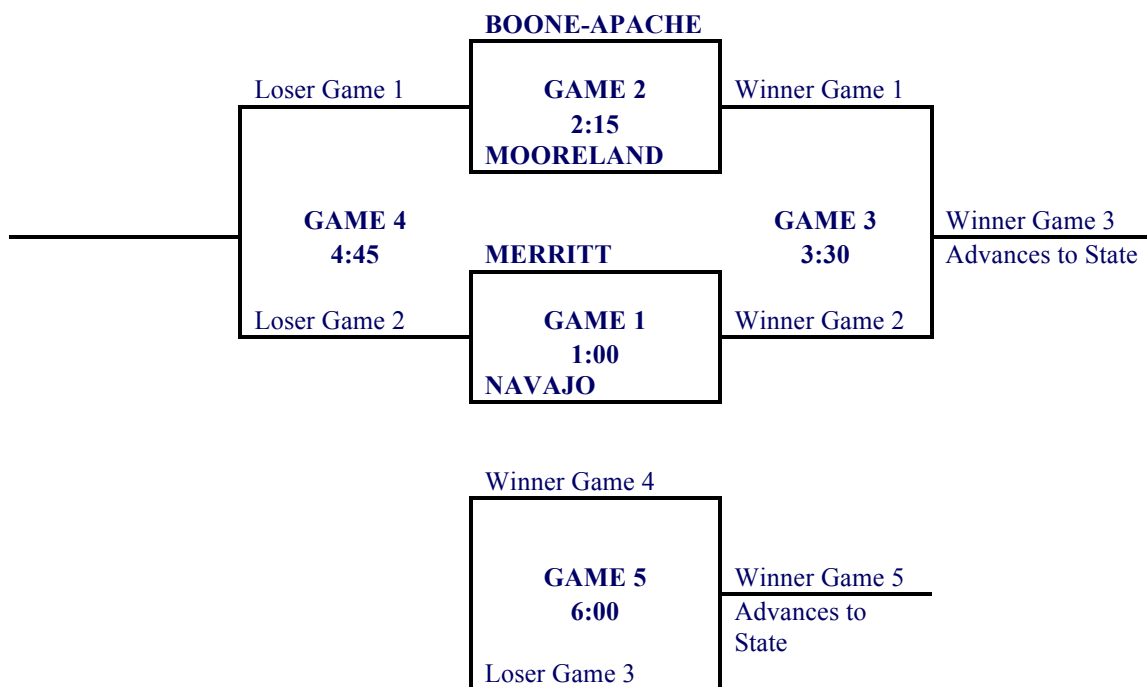 BOONE-APACHE
Loser Game 1
GAME 2
Winner Game 1
2:15
MOORELAND
GAME 4
GAME 3
Winner Game 3
4:45
MERRITT
3:30
Advances to State
Loser Game 2
GAME 1
Winner Game 2
1:00
NAVAJO
Winner Game 4
GAME 5
Winner Game 5
6:00
Advances to
State
Loser Game 3